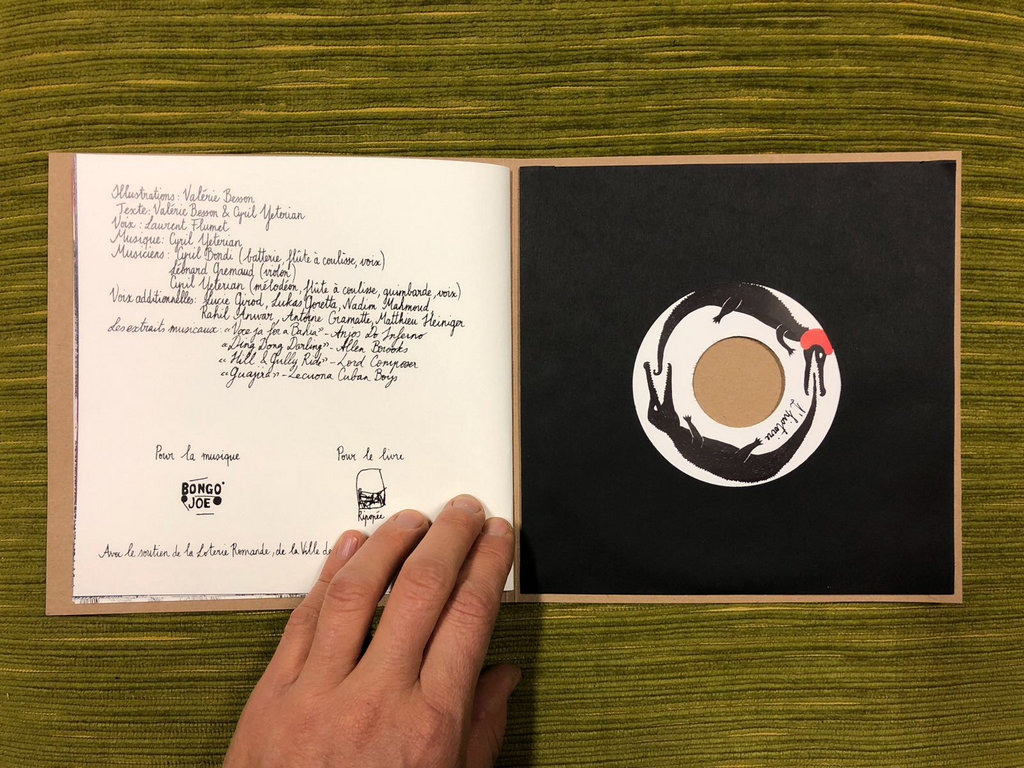 Illustrations: Valérie Besson
Texte: Valérie Besson & Cyril Yeterian
Voix: Laurent Flumet
Musique: Cyril Yeterian
Musiciens: Cyril Bondi (batterie, flûte à coulisse, voix)
Léonard Gremaud (violon)
Cyril Yeterian (mélodéon, flûte à coulisse, guimbarde, voix)
Voix additionnelles: Lucie Girod, Lukas Loretta, Nadim Mahmoud,
Rahil Anwar, Antoine Gramatte, Matthieu Heiniger
Les extraits musicaux: «Voce ja foi a Bahia» - Anjos Do Inferno
«Ding Dong Darling» - Allen Brooks
«Hill & Gully Ride» - Lord Composer
«Guajira» - Lecuona Cuban Boys
Pour la musique
Pour le livre
BONGO
JOE
Ripopée
Avec le soutien de la Loterie Romande, de la Ville de
L'histoire